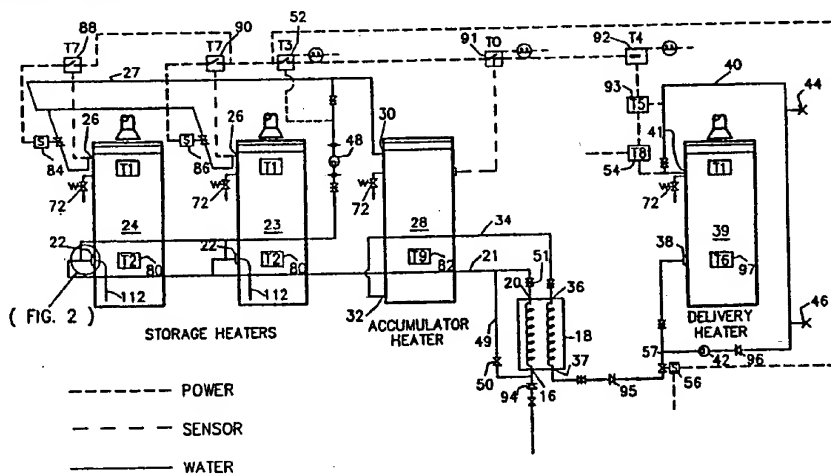 88
90
52
T7
T7
T3
91
T0
92
T4
27
40
93
T5
44
26
26
30
41
S
84
S
86
48
T8
54
W
72
T1
W
72
T1
W
72
W
72
T1
24
23
28
34
39
38
22
T2
80
22
T2
80
T9
82
21
51
T6
97
112
112
20
36
32
18
46
(FIG. 2)
STORAGE HEATERS
ACCUMULATOR
HEATER
DELIVERY
HEATER
49
57
42
96
50
94
16
37
95
S
56
POWER
SENSOR
WATER